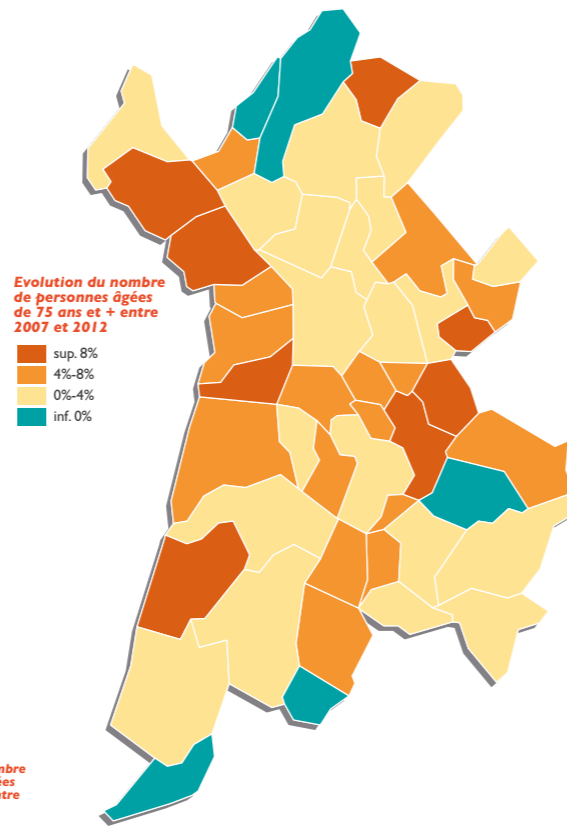 Evolution du nombre
de personnes âgées
de 75 ans et + entre
2007 et 2012
sup. 8%
4%-8%
0%-4%
inf. 0%